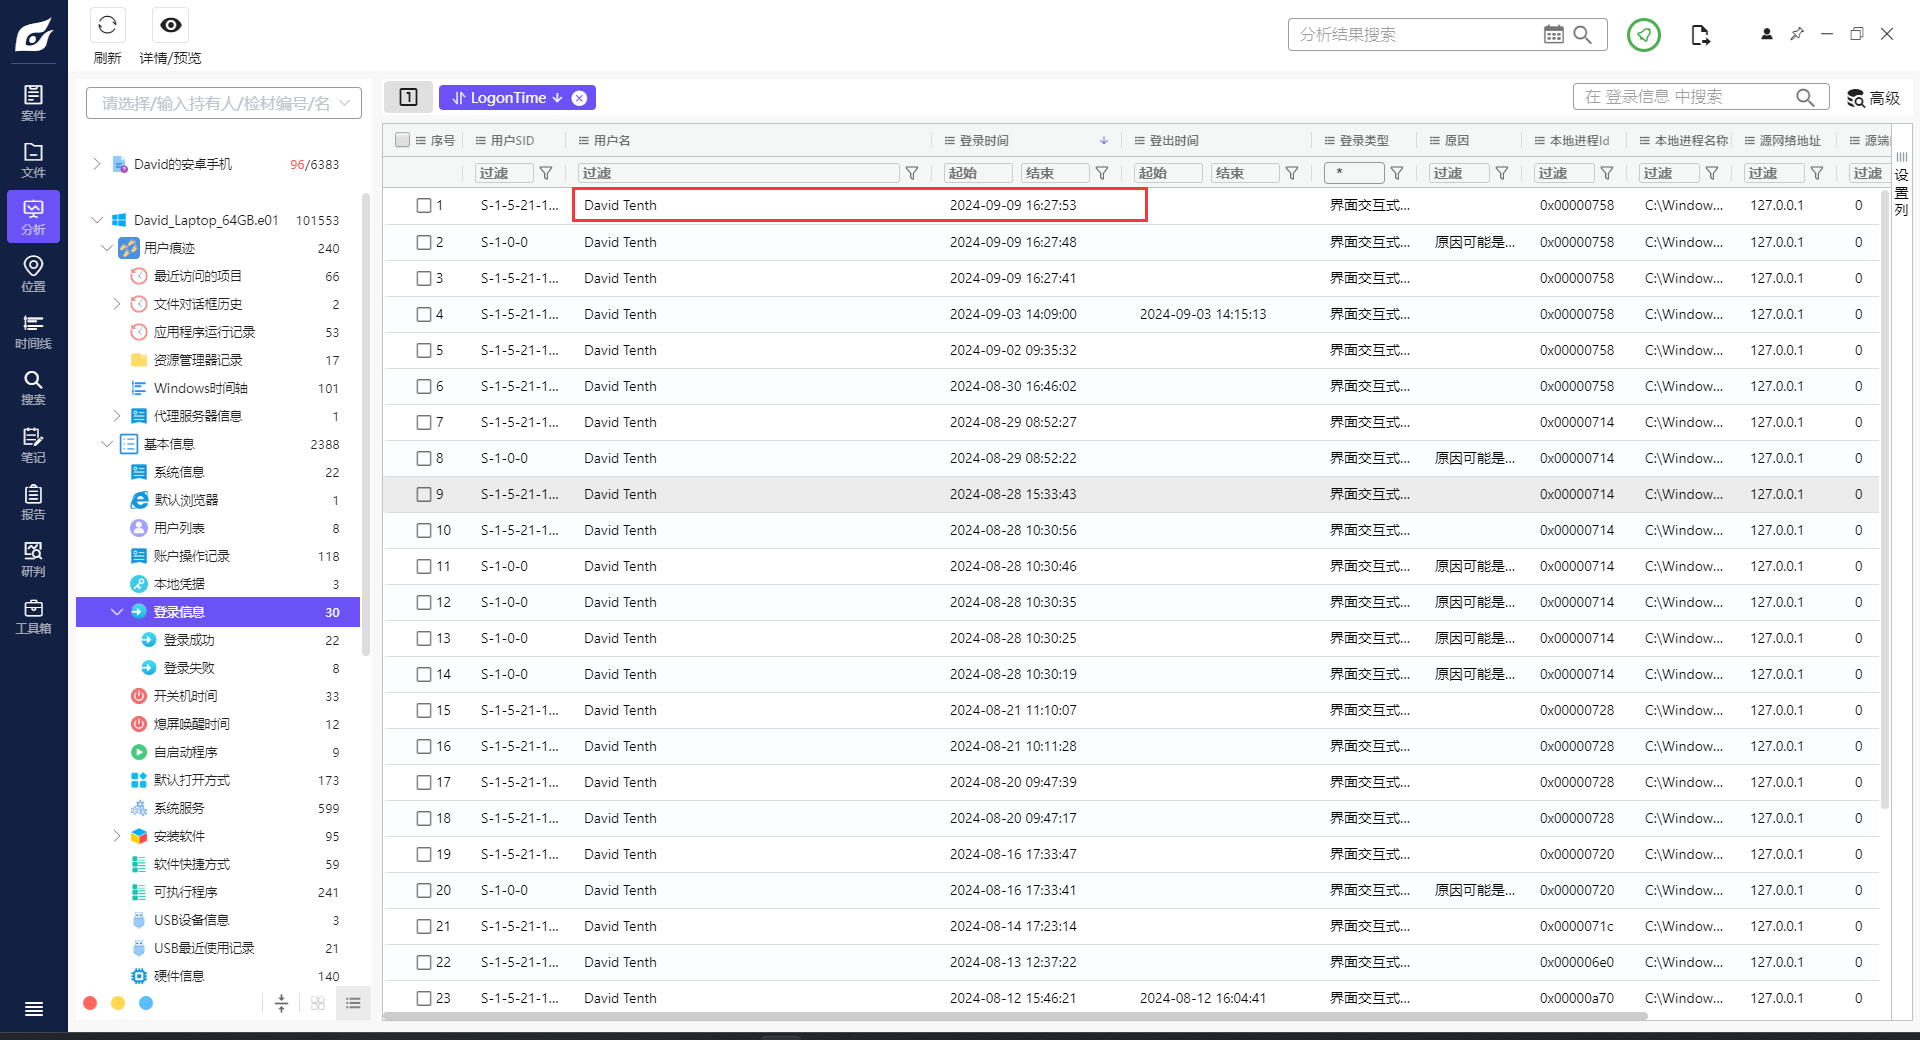 刷新
详情/预览
分析结果搜索
案件
文件
分析
位置
时间线
搜索
笔记
报告
研判
工具箱
请选择/输入持有人/检材编号/名
David的安卓手机 96/6383
David_Laptop_64GB.e01 101553
用户痕迹 240
最近访问的项目 66
文件对话框历史 2
应用程序运行记录 53
资源管理器记录 17
Windows时间轴 101
代理服务器信息 1
基本信息 2388
系统信息 22
默认浏览器 1
用户列表 8
账户操作记录 118
本地凭据 3
登录信息 30
登录成功 22
登录失败 8
开关机时间 33
熄屏唤醒时间 12
自启动程序 9
默认打开方式 173
系统服务 599
安装软件 95
软件快捷方式 59
可执行程序 241
USB设备信息 3
USB最近使用记录 21
硬件信息 140
1 LogonTime
在 登录信息 中搜索
高级
序号 用户SID 用户名 登录时间 登出时间 登录类型 原因 本地进程Id 本地进程名称 源网络地址 源端
过滤 过滤 起始 结束 起始 结束 * 过滤 过滤 过滤 过滤 过滤
设置列
1 S-1-5-21-1... David Tenth 2024-09-09 16:27:53 界面交互式... 0x00000758 C:\Window... 127.0.0.1 0
2 S-1-0-0 David Tenth 2024-09-09 16:27:48 界面交互式... 原因可能是... 0x00000758 C:\Window... 127.0.0.1 0
3 S-1-5-21-1... David Tenth 2024-09-09 16:27:41 界面交互式... 0x00000758 C:\Window... 127.0.0.1 0
4 S-1-5-21-1... David Tenth 2024-09-03 14:09:00 2024-09-03 14:15:13 界面交互式... 0x00000758 C:\Window... 127.0.0.1 0
5 S-1-5-21-1... David Tenth 2024-09-02 09:35:32 界面交互式... 0x00000758 C:\Window... 127.0.0.1 0
6 S-1-5-21-1... David Tenth 2024-08-30 16:46:02 界面交互式... 0x00000758 C:\Window... 127.0.0.1 0
7 S-1-5-21-1... David Tenth 2024-08-29 08:52:27 界面交互式... 0x00000714 C:\Window... 127.0.0.1 0
8 S-1-0-0 David Tenth 2024-08-29 08:52:22 界面交互式... 原因可能是... 0x00000714 C:\Window... 127.0.0.1 0
9 S-1-5-21-1... David Tenth 2024-08-28 15:33:43 界面交互式... 0x00000714 C:\Window... 127.0.0.1 0
10 S-1-5-21-1... David Tenth 2024-08-28 10:30:56 界面交互式... 0x00000714 C:\Window... 127.0.0.1 0
11 S-1-0-0 David Tenth 2024-08-28 10:30:46 界面交互式... 原因可能是... 0x00000714 C:\Window... 127.0.0.1 0
12 S-1-0-0 David Tenth 2024-08-28 10:30:35 界面交互式... 原因可能是... 0x00000714 C:\Window... 127.0.0.1 0
13 S-1-0-0 David Tenth 2024-08-28 10:30:25 界面交互式... 原因可能是... 0x00000714 C:\Window... 127.0.0.1 0
14 S-1-0-0 David Tenth 2024-08-28 10:30:19 界面交互式... 原因可能是... 0x00000714 C:\Window... 127.0.0.1 0
15 S-1-5-21-1... David Tenth 2024-08-21 11:10:07 界面交互式... 0x00000728 C:\Window... 127.0.0.1 0
16 S-1-5-21-1... David Tenth 2024-08-21 10:11:28 界面交互式... 0x00000728 C:\Window... 127.0.0.1 0
17 S-1-5-21-1... David Tenth 2024-08-20 09:47:39 界面交互式... 0x00000728 C:\Window... 127.0.0.1 0
18 S-1-5-21-1... David Tenth 2024-08-20 09:47:17 界面交互式... 0x00000728 C:\Window... 127.0.0.1 0
19 S-1-5-21-1... David Tenth 2024-08-16 17:33:47 界面交互式... 0x00000720 C:\Window... 127.0.0.1 0
20 S-1-0-0 David Tenth 2024-08-16 17:33:41 界面交互式... 原因可能是... 0x00000720 C:\Window... 127.0.0.1 0
21 S-1-5-21-1... David Tenth 2024-08-14 17:23:14 界面交互式... 0x0000071c C:\Window... 127.0.0.1 0
22 S-1-5-21-1... David Tenth 2024-08-13 12:37:22 界面交互式... 0x000006e0 C:\Window... 127.0.0.1 0
23 S-1-5-21-1... David Tenth 2024-08-12 15:46:21 2024-08-12 16:04:41 界面交互式... 0x00000a70 C:\Window... 127.0.0.1 0